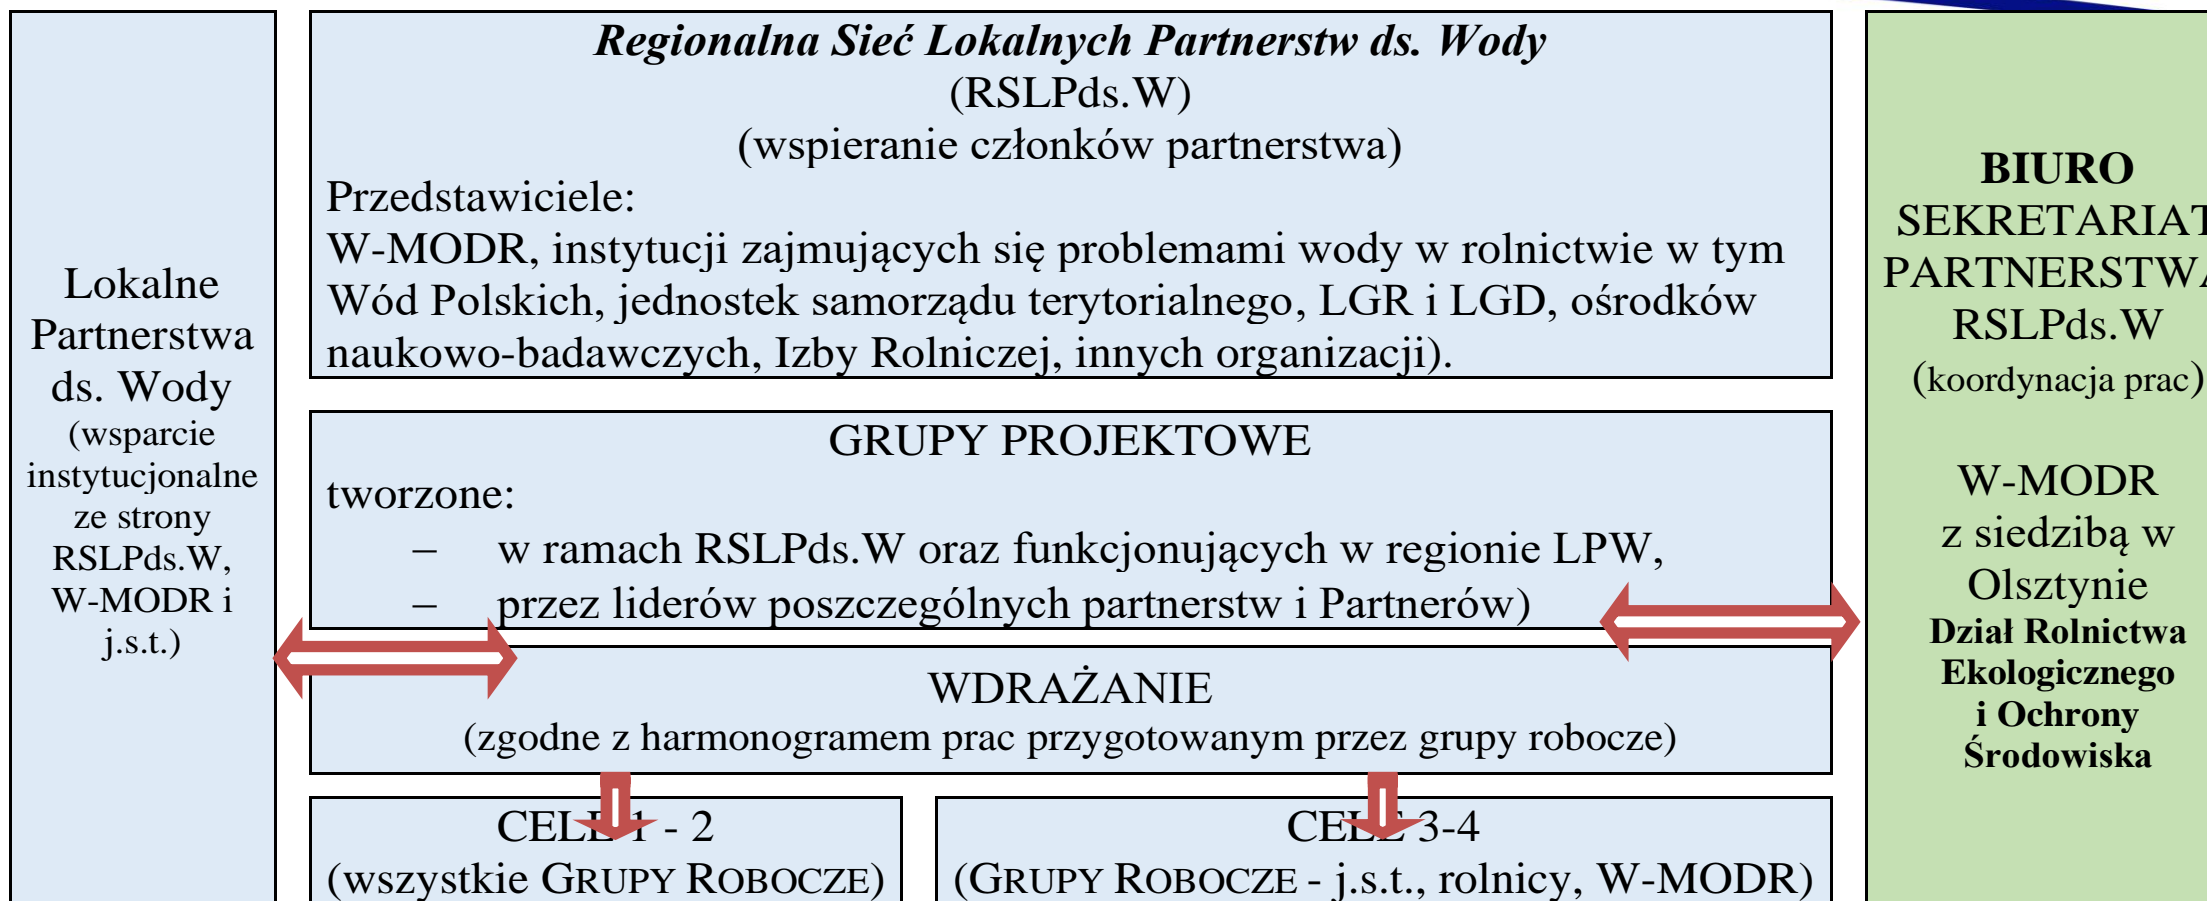 Lokalne
Partnerstwa
ds. Wody
(wsparcie
instytucjonalne
ze strony
RSLPds.W,
W-MODR i
j.s.t.)
Regionalna Sieć Lokalnych Partnerstw ds. Wody
(RSLPds.W)
(wspieranie członków partnerstwa)
Przedstawiciele:
W-MODR, instytucji zajmujących się problemami wody w rolnictwie w tym
Wód Polskich, jednostek samorządu terytorialnego, LGR i LGD, ośrodków
naukowo-badawczych, Izby Rolniczej, innych organizacji).
GRUPY PROJEKTOWE
tworzone:
– w ramach RSLPds.W oraz funkcjonujących w regionie LPW,
– przez liderów poszczególnych partnerstw i Partnerów)
WDRAŻANIE
(zgodne z harmonogramem prac przygotowanym przez grupy robocze)
CELE 1 - 2
(wszystkie GRUPY ROBOCZE)
CELE 3-4
(GRUPY ROBOCZE - j.s.t., rolnicy, W-MODR)
BIURO
SEKRETARIAT
PARTNERSTWA
RSLPds.W
(koordynacja prac)
W-MODR
z siedzibą w
Olsztynie
Dział Rolnictwa
Ekologicznego
i Ochrony
Środowiska